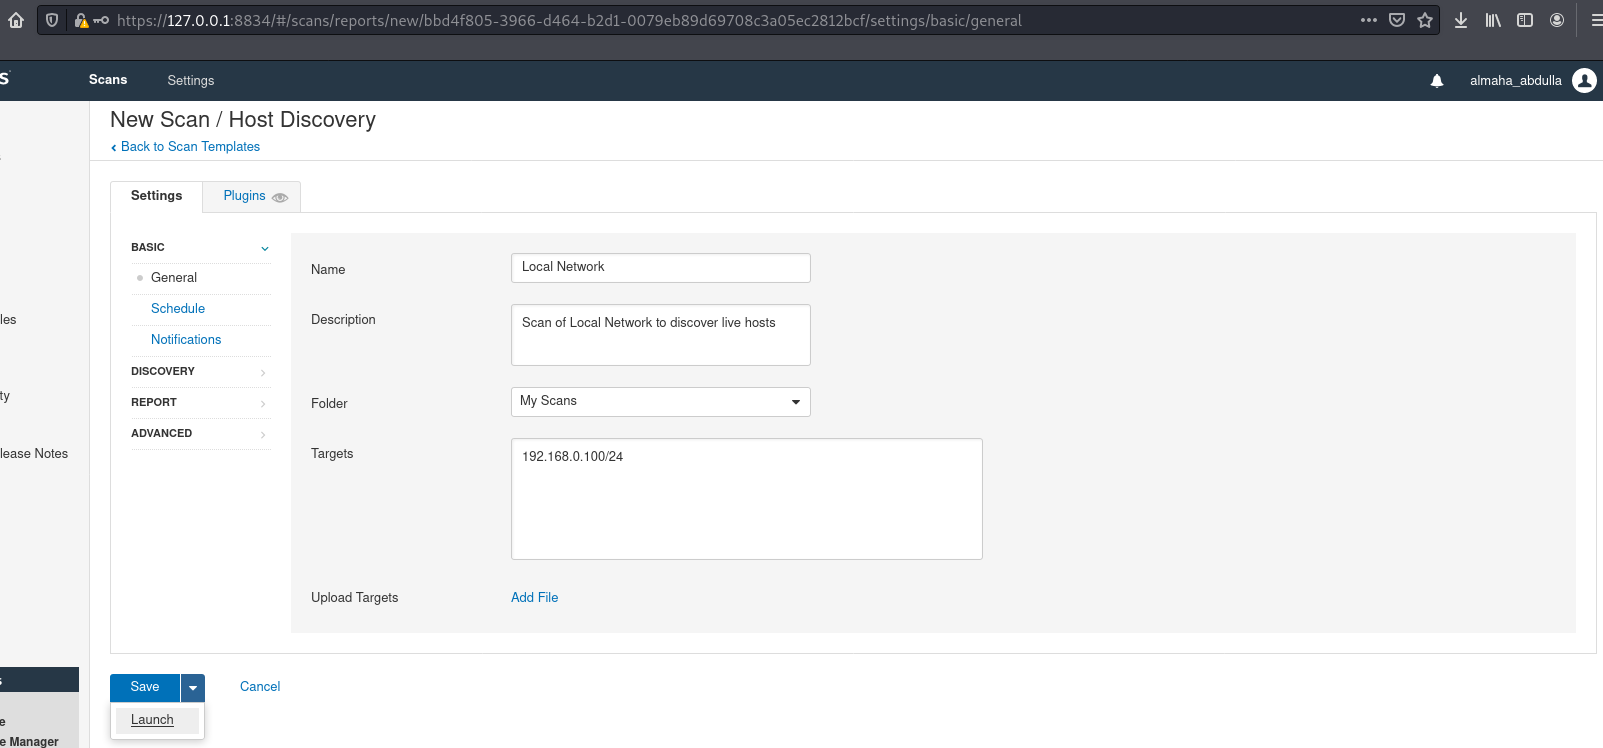 https://127.0.0.1:8834/#/scans/reports/new/bbd4f805-3966-d464-b2d1-0079eb89d69708c3a05ec2812bcf/settings/basic/general
s
Scans
Settings
almaha_abdulla
New Scan / Host Discovery
Back to Scan Templates
Settings
Plugins
BASIC
General
Schedule
Notifications
DISCOVERY
REPORT
ADVANCED
Name
Local Network
Description
Scan of Local Network to discover live hosts
Folder
My Scans
Targets
192.168.0.100/24
Upload Targets
Add File
les
ty
lease Notes
s
e
e Manager
Save
Cancel
Launch